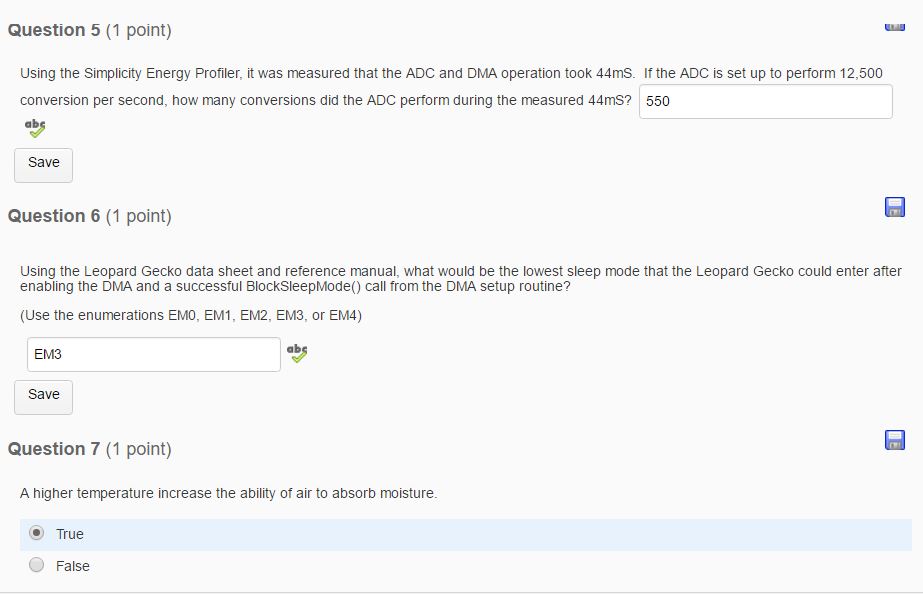 Question 5 (1 point)
Using the Simplicity Energy Profiler, it was measured that the ADC and DMA operation took 44mS.  If the ADC is set up to perform 12,500
conversion per second, how many conversions did the ADC perform during the measured 44mS? 550
abc
Save
Question 6 (1 point)
Using the Leopard Gecko data sheet and reference manual, what would be the lowest sleep mode that the Leopard Gecko could enter after
enabling the DMA and a successful BlockSleepMode() call from the DMA setup routine?
(Use the enumerations EM0, EM1, EM2, EM3, or EM4)
EM3 abc
Save
Question 7 (1 point)
A higher temperature increase the ability of air to absorb moisture.
True
False